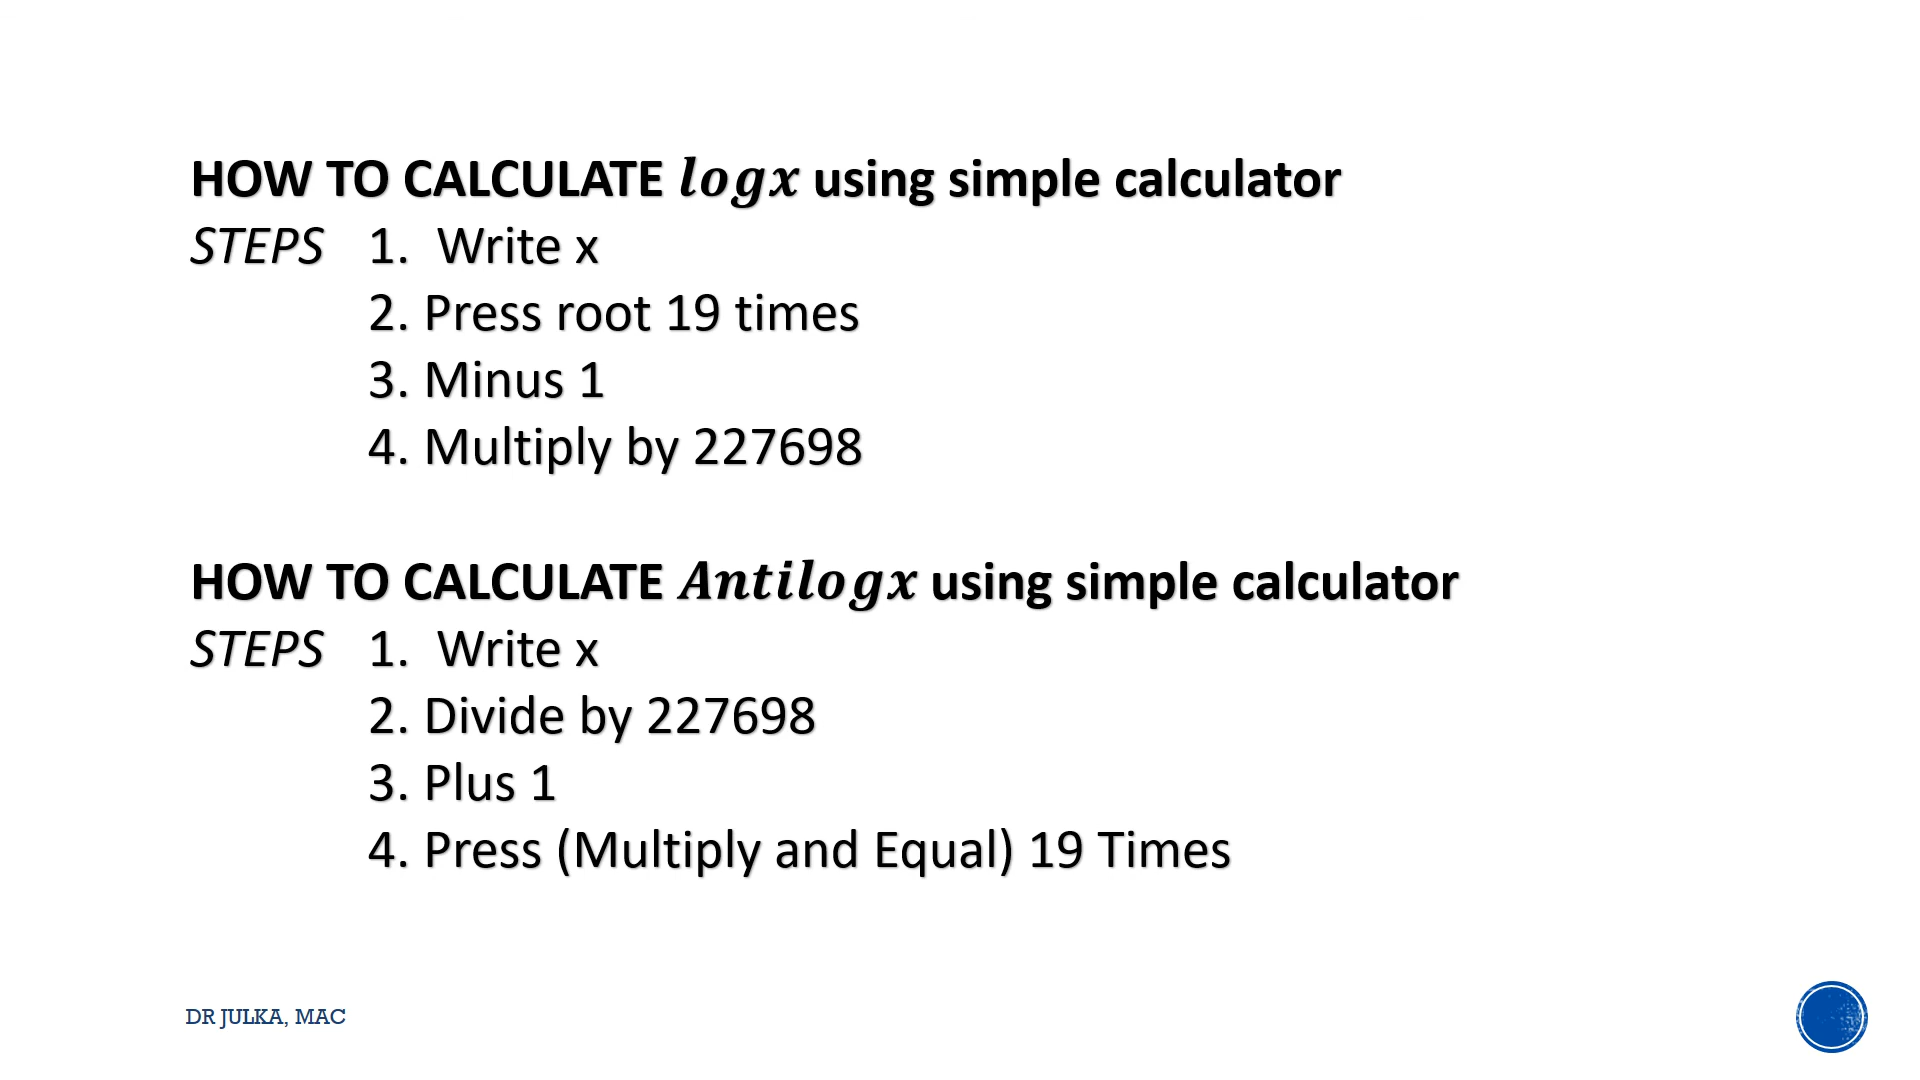 HOW TO CALCULATE logx using simple calculator
STEPS 1. Write x
2. Press root 19 times
3. Minus 1
4. Multiply by 227698
HOW TO CALCULATE Antilogx using simple calculator
STEPS 1. Write x
2. Divide by 227698
3. Plus 1
4. Press (Multiply and Equal) 19 Times
DR JULKA, MAC